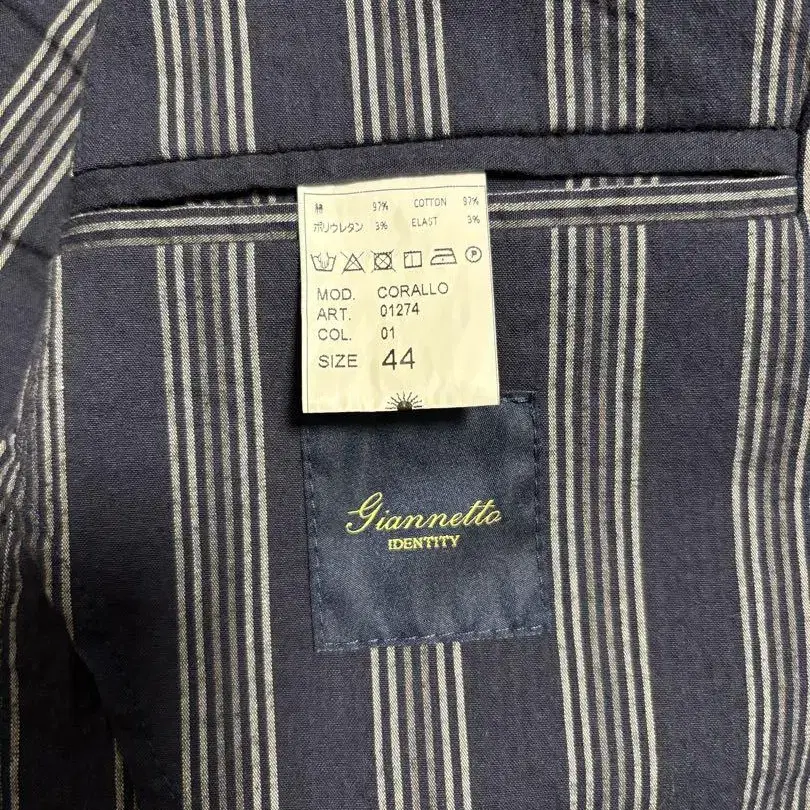 綿 97% COTTON 97%
ポリウレタン 3% ELAST 3%
MOD. CORALLO
ART. 01274
COL. 01
SIZE 44
Giannetto
IDENTITY